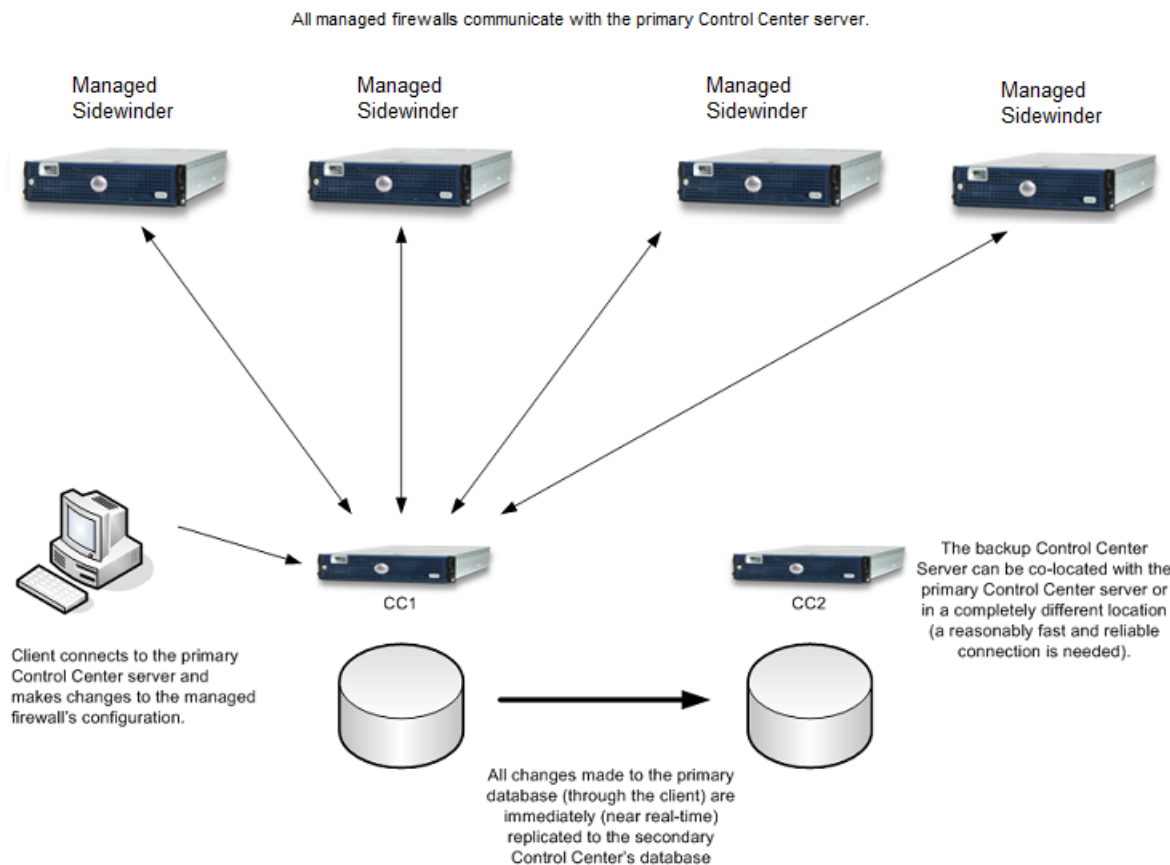 All managed firewalls communicate with the primary Control Center server.
Managed
Sidewinder
Managed
Sidewinder
Managed
Sidewinder
Managed
Sidewinder
CC1
CC2
The backup Control Center
Server can be co-located with the
primary Control Center server or
in a completely different location
(a reasonably fast and reliable
connection is needed).
Client connects to the primary
Control Center server and
makes changes to the managed
firewall's configuration.
All changes made to the primary
database (through the client) are
immediately (near real-time)
replicated to the secondary
Control Center's database